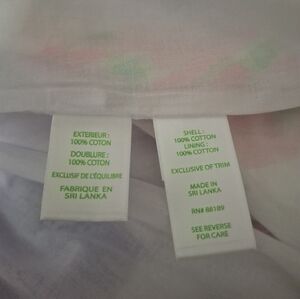 EXTERIEUR:
100% COTON
DOUBLURE:
100% COTON
EXCLUSIF DE L'ÉQUILIBRE
FABRIQUE EN
SRI LANKA
SHELL:
100% COTTON
LINING:
100% COTTON
EXCLUSIVE OF TRIM
MADE IN
SRI LANKA
RN# 88189
SEE REVERSE
FOR CARE